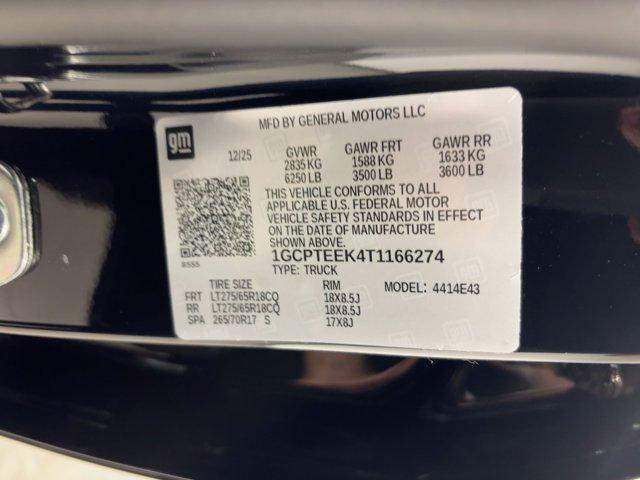 MFD BY GENERAL MOTORS LLC
gm
12/25 GVWR GAWR FRT GAWR RR
2835 KG 1588 KG 1633 KG
6250 LB 3500 LB 3600 LB
THIS VEHICLE CONFORMS TO ALL
APPLICABLE U.S. FEDERAL MOTOR
VEHICLE SAFETY STANDARDS IN EFFECT
ON THE DATE OF MANUFACTURE
SHOWN ABOVE.
8555
1GCPTEEK4T1166274
TYPE: TRUCK
TIRE SIZE RIM MODEL: 4414E43
FRT LT275/65R18CQ 18X8.5J
RR LT275/65R18CQ 18X8.5J
SPA 265/70R17 S 17X8J